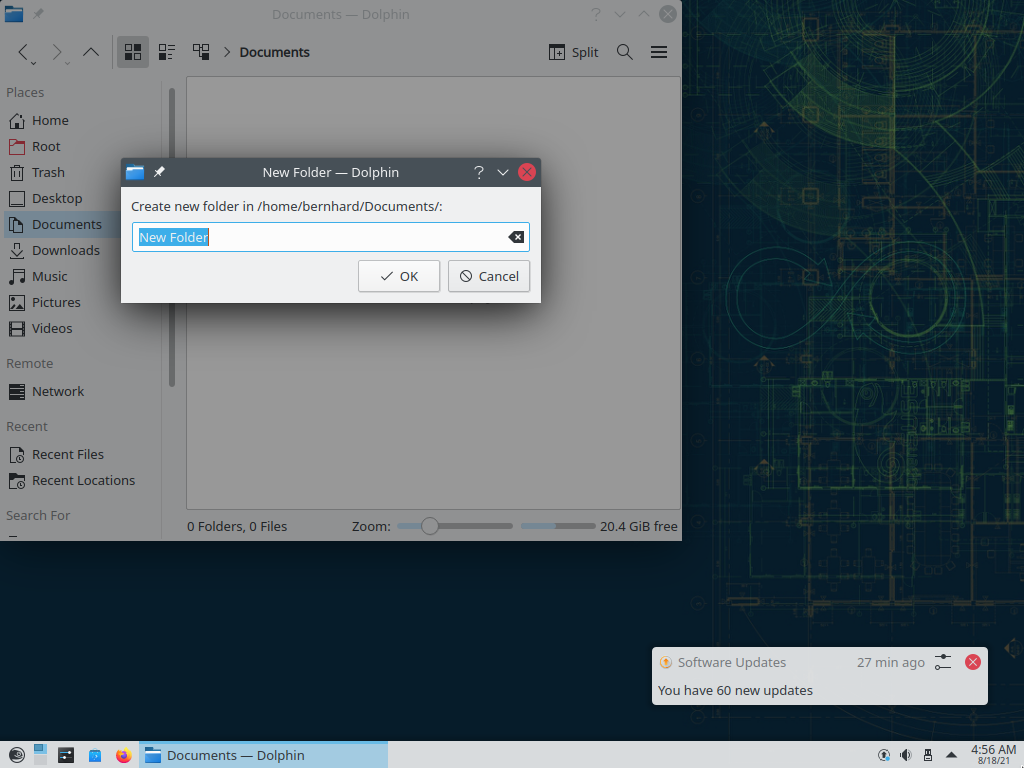 Documents — Dolphin
Documents
Split
Places
Home
Root
Trash
Desktop
Documents
Downloads
Music
Pictures
Videos
Remote
Network
Recent
Recent Files
Recent Locations
Search For
New Folder — Dolphin
Create new folder in /home/bernhard/Documents/:
New Folder
OK
Cancel
0 Folders, 0 Files
Zoom:
20.4 GiB free
Software Updates
27 min ago
You have 60 new updates
Documents — Dolphin
4:56 AM
8/18/21